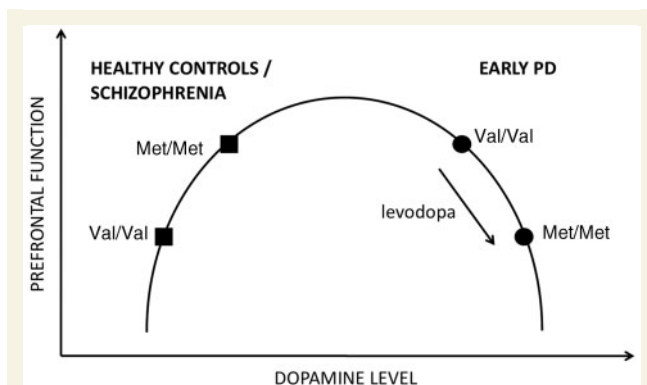 HEALTHY CONTROLS /
SCHIZOPHRENIA
EARLY PD
Met/Met
Val/Val
Val/Val
levodopa
Met/Met
PREFRONTAL FUNCTION
DOPAMINE LEVEL